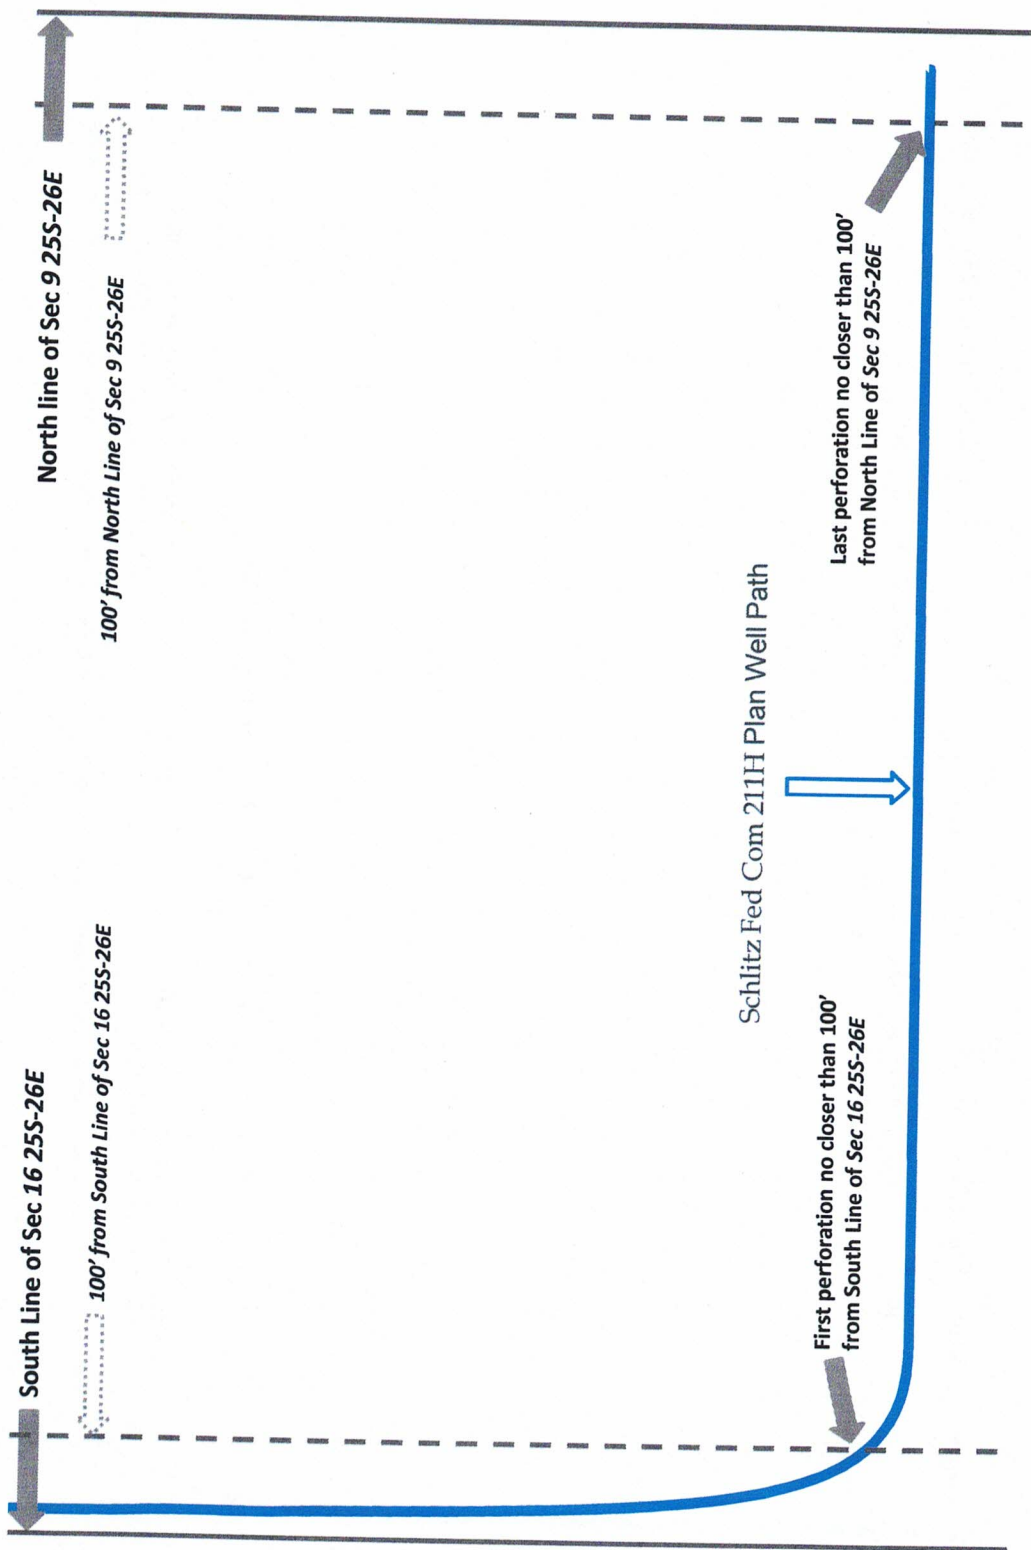 South Line of Sec 16 25S-26E
North line of Sec 9 25S-26E
100' from South Line of Sec 16 25S-26E
100' from North Line of Sec 9 25S-26E
Schlitz Fed Com 211H Plan Well Path
First perforation no closer than 100'
from South Line of Sec 16 25S-26E
Last perforation no closer than 100'
from North Line of Sec 9 25S-26E